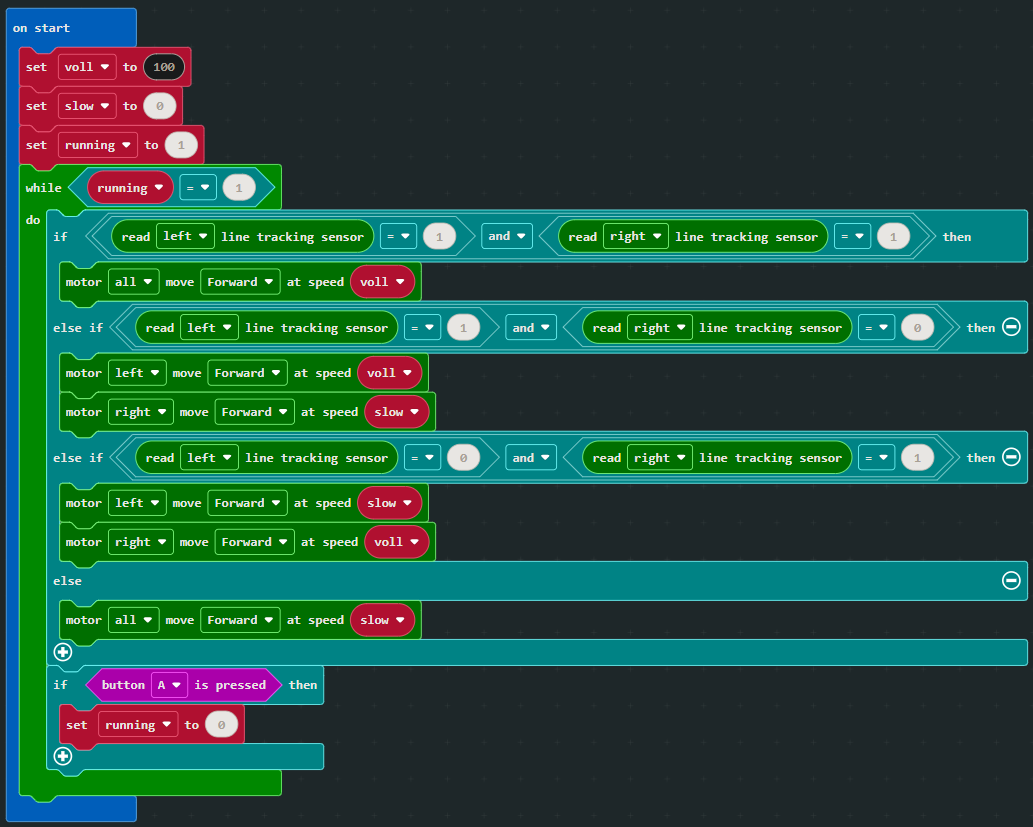 on start
set voll to 100
set slow to 0
set running to 1
while running = 1
do
if read left line tracking sensor = 1 and read right line tracking sensor = 1 then
motor all move Forward at speed voll
else if read left line tracking sensor = 1 and read right line tracking sensor = 0 then
motor left move Forward at speed voll
motor right move Forward at speed slow
else if read left line tracking sensor = 0 and read right line tracking sensor = 1 then
motor left move Forward at speed slow
motor right move Forward at speed voll
else
motor all move Forward at speed slow
if button A is pressed then
set running to 0